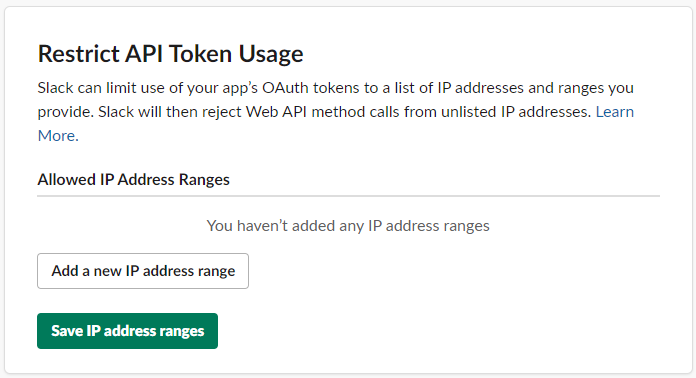 Restrict API Token Usage
Slack can limit use of your app’s OAuth tokens to a list of IP addresses and ranges you
provide. Slack will then reject Web API method calls from unlisted IP addresses. Learn
More.
Allowed IP Address Ranges
You haven’t added any IP address ranges
Add a new IP address range
Save IP address ranges